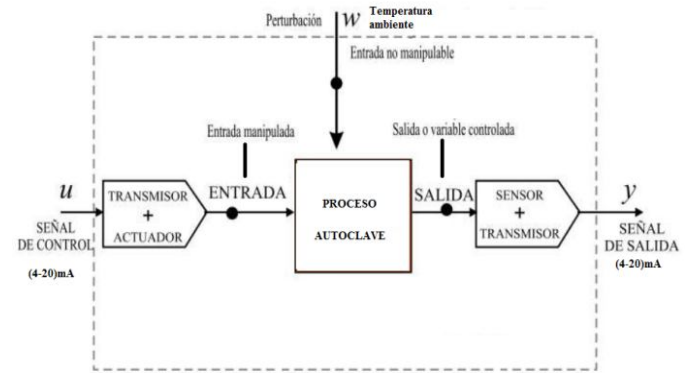 Perturbación
w
Temperatura
ambiente
Entrada no manipulable
Entrada manipulada
Salida o variable controlada
u
SEÑAL
DE CONTROL
(4-20)mA
TRANSMISOR
+
ACTUADOR
ENTRADA
PROCESO
AUTOCLAVE
SALIDA
SENSOR
+
TRANSMISOR
y
SEÑAL
DE SALIDA
(4-20)mA